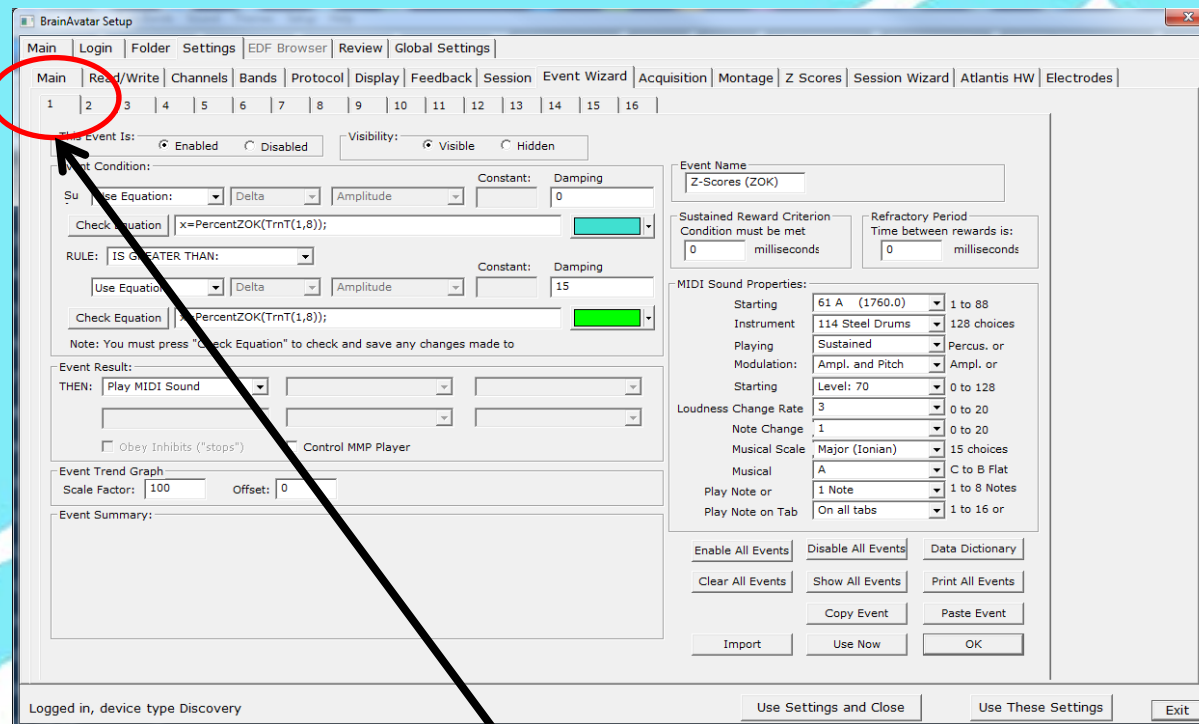 BrainAvatar Setup
Main Login Folder Settings EDF Browser Review Global Settings
Main Read/Write Channels Bands Protocol Display Feedback Session Event Wizard Acquisition Montage Z Scores Session Wizard Atlantis HW Electrodes
1 2 3 4 5 6 7 8 9 10 11 12 13 14 15 16
This Event Is: Enabled Disabled Visibility: Visible Hidden
Event Condition:
Constant: Damping
Su Use Equation: Delta Amplitude 0
Check Equation x=PercentZOK(TrnT(1,8));
RULE: IS GREATER THAN:
Constant: Damping
Use Equation Delta Amplitude 15
Check Equation x=PercentZOK(TrnT(1,8));
Note: You must press "Check Equation" to check and save any changes made to
Event Result:
THEN: Play MIDI Sound
Obey Inhibits ("stops") Control MMP Player
Event Trend Graph
Scale Factor: 100 Offset: 0
Event Summary:
Event Name
Z-Scores (ZOK)
Sustained Reward Criterion
Condition must be met
0 milliseconds
Refractory Period
Time between rewards is:
0 milliseconds
MIDI Sound Properties:
Starting 61 A (1760.0) 1 to 88
Instrument 114 Steel Drums 128 choices
Playing Sustained Percus. or
Modulation: Ampl. and Pitch Ampl. or
Starting Level: 70 0 to 128
Loudness Change Rate 3 0 to 20
Note Change 1 0 to 20
Musical Scale Major (Ionian) 15 choices
Musical A C to B Flat
Play Note or 1 Note 1 to 8 Notes
Play Note on Tab On all tabs 1 to 16 or
Enable All Events Disable All Events Data Dictionary
Clear All Events Show All Events Print All Events
Copy Event Paste Event
Import Use Now OK
Logged in, device type Discovery Use Settings and Close Use These Settings Exit